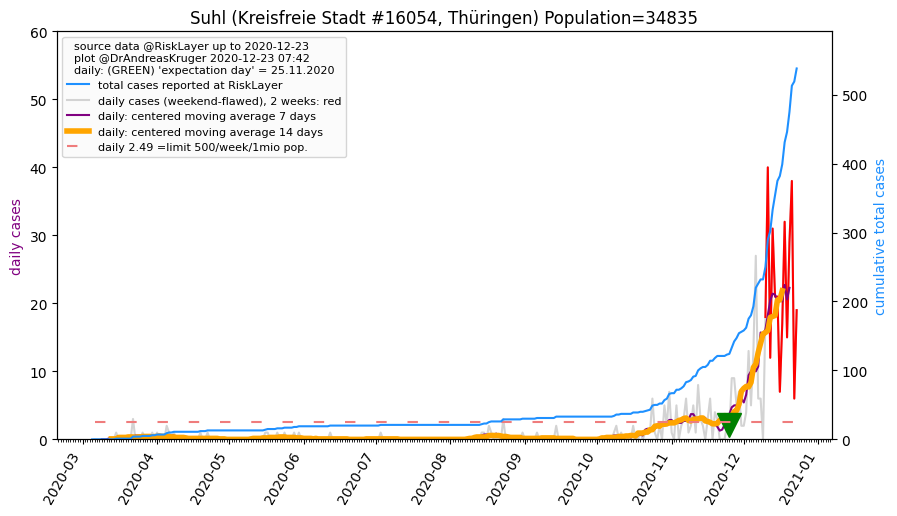 Suhl (Kreisfreie Stadt #16054, Thüringen) Population=34835
source data @RiskLayer up to 2020-12-23
plot @DrAndreasKruger 2020-12-23 07:42
daily: (GREEN) 'expectation day' = 25.11.2020
total cases reported at RiskLayer
daily cases (weekend-flawed), 2 weeks: red
daily: centered moving average 7 days
daily: centered moving average 14 days
daily 2.49 =limit 500/week/1mio pop.
daily cases
60
50
40
30
20
10
0
cumulative total cases
500
400
300
200
100
0
2020-03
2020-04
2020-05
2020-06
2020-07
2020-08
2020-09
2020-10
2020-11
2020-12
2021-01